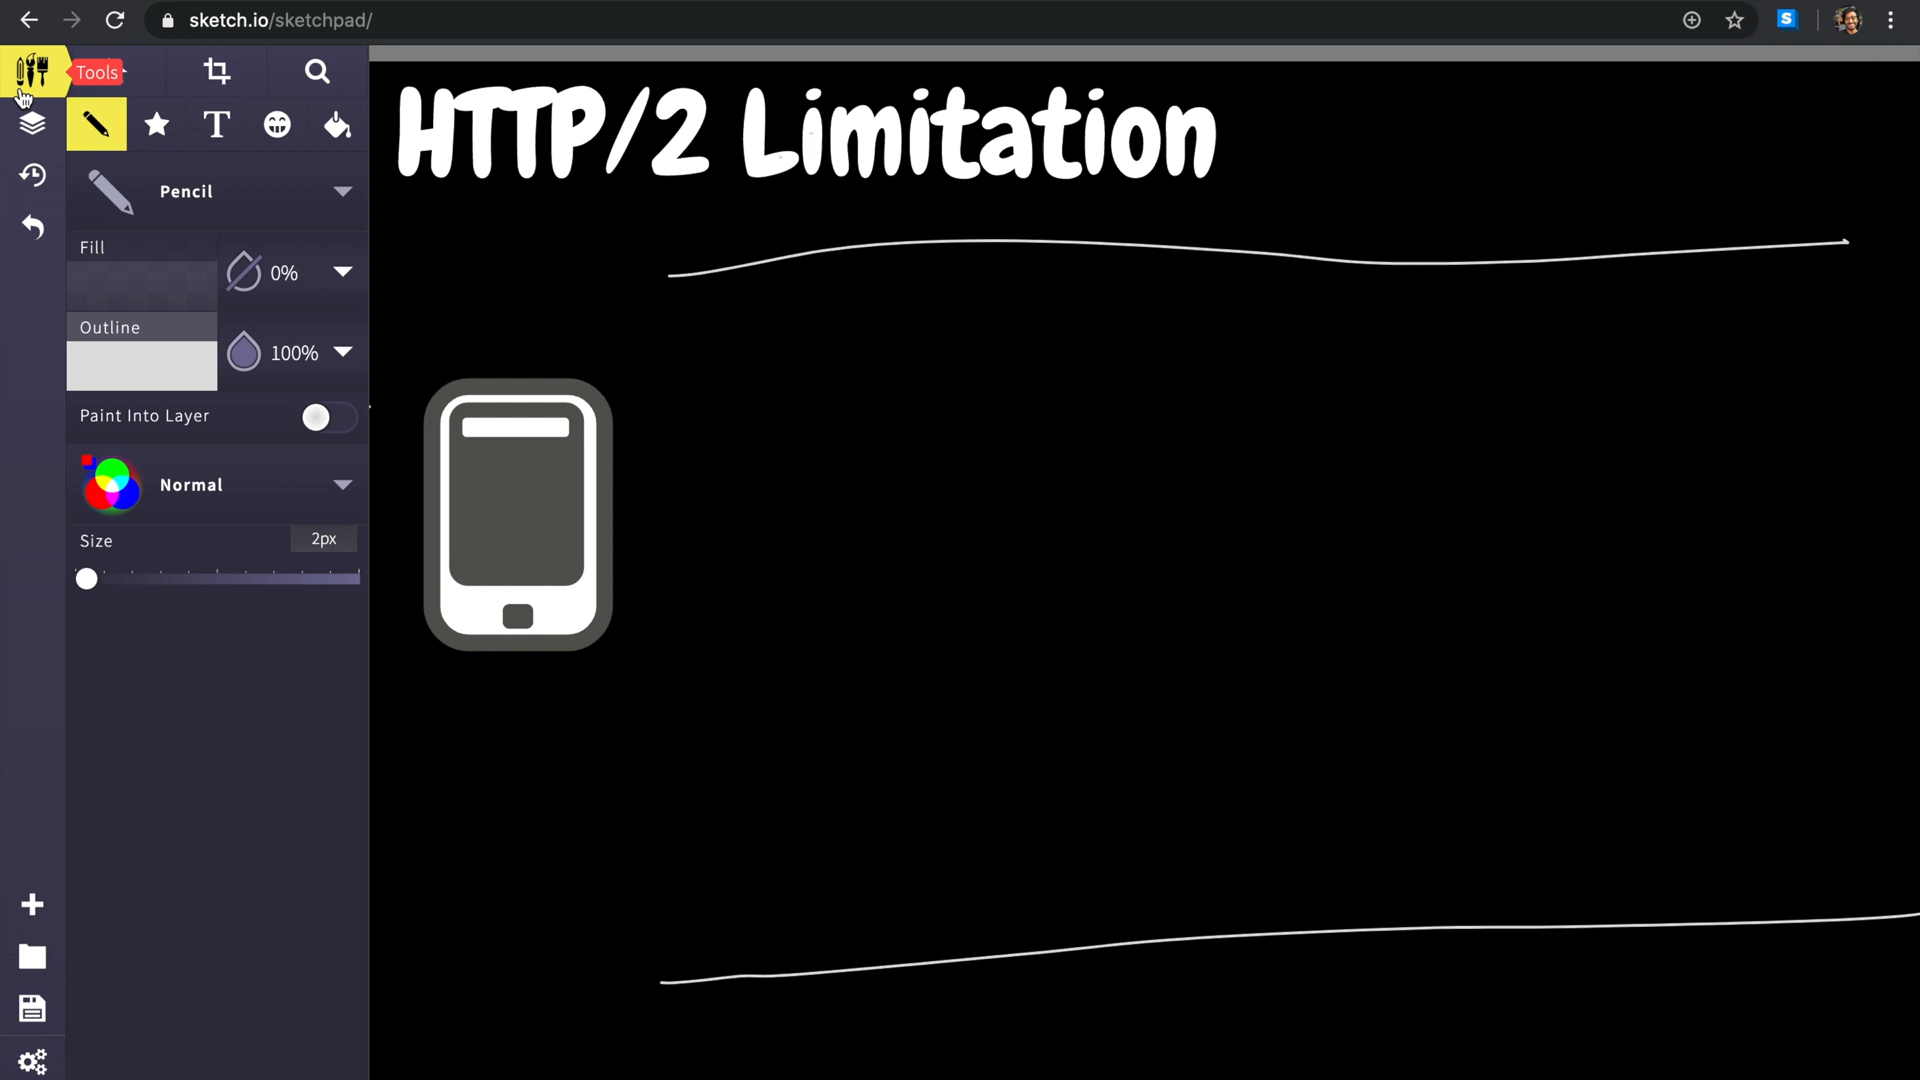 sketch.io/sketchpad/
S
Tools
HTTP/2 Limitation
T
Pencil
Fill
0%
Outline
100%
Paint Into Layer
Normal
Size
2px